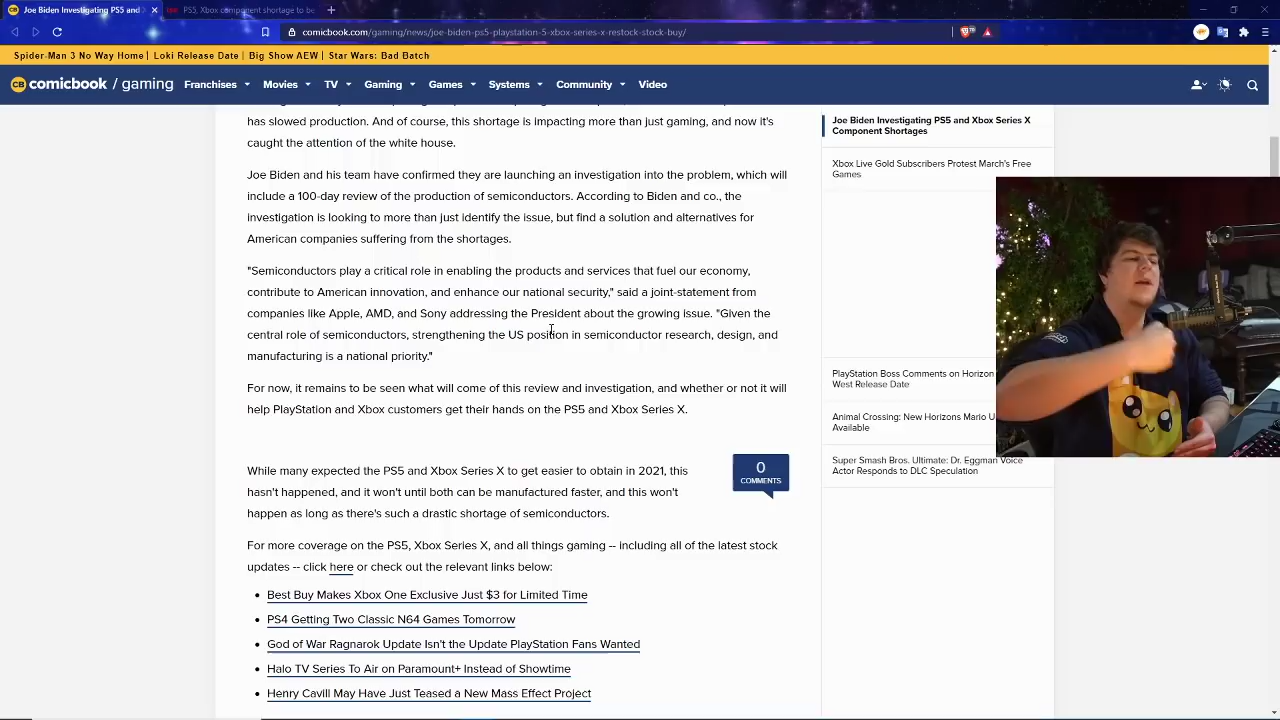 Joe Biden Investigating PS5 and
PS5, Xbox component shortage to be
comicbook.com/gaming/news/joe-biden-ps5-playstation-5-xbox-series-x-restock-stock-buy/
Spider-Man 3 No Way Home | Loki Release Date | Big Show AEW | Star Wars: Bad Batch
CB comicbook / gaming Franchises Movies TV Gaming Games Systems Community Video
has slowed production. And of course, this shortage is impacting more than just gaming, and now it's
caught the attention of the white house.
Joe Biden and his team have confirmed they are launching an investigation into the problem, which will
include a 100-day review of the production of semiconductors. According to Biden and co., the
investigation is looking to more than just identify the issue, but find a solution and alternatives for
American companies suffering from the shortages.
"Semiconductors play a critical role in enabling the products and services that fuel our economy,
contribute to American innovation, and enhance our national security," said a joint-statement from
companies like Apple, AMD, and Sony addressing the President about the growing issue. "Given the
central role of semiconductors, strengthening the US position in semiconductor research, design, and
manufacturing is a national priority."
For now, it remains to be seen what will come of this review and investigation, and whether or not it will
help PlayStation and Xbox customers get their hands on the PS5 and Xbox Series X.
While many expected the PS5 and Xbox Series X to get easier to obtain in 2021, this
hasn't happened, and it won't until both can be manufactured faster, and this won't
happen as long as there's such a drastic shortage of semiconductors.
0
COMMENTS
For more coverage on the PS5, Xbox Series X, and all things gaming -- including all of the latest stock
updates -- click here or check out the relevant links below:
Best Buy Makes Xbox One Exclusive Just $3 for Limited Time
PS4 Getting Two Classic N64 Games Tomorrow
God of War Ragnarok Update Isn't the Update PlayStation Fans Wanted
Halo TV Series To Air on Paramount+ Instead of Showtime
Henry Cavill May Have Just Teased a New Mass Effect Project
Joe Biden Investigating PS5 and Xbox Series X
Component Shortages
Xbox Live Gold Subscribers Protest March's Free
Games
PlayStation Boss Comments on Horizon
West Release Date
Animal Crossing: New Horizons Mario U
Available
Super Smash Bros. Ultimate: Dr. Eggman Voice
Actor Responds to DLC Speculation